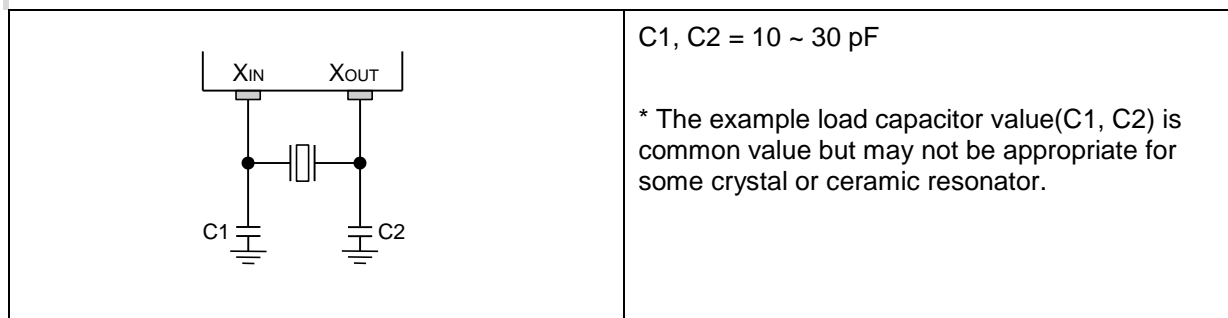 XIN XOUT
C1 C2
C1, C2 = 10 ~ 30 pF
* The example load capacitor value(C1, C2) is
common value but may not be appropriate for
some crystal or ceramic resonator.